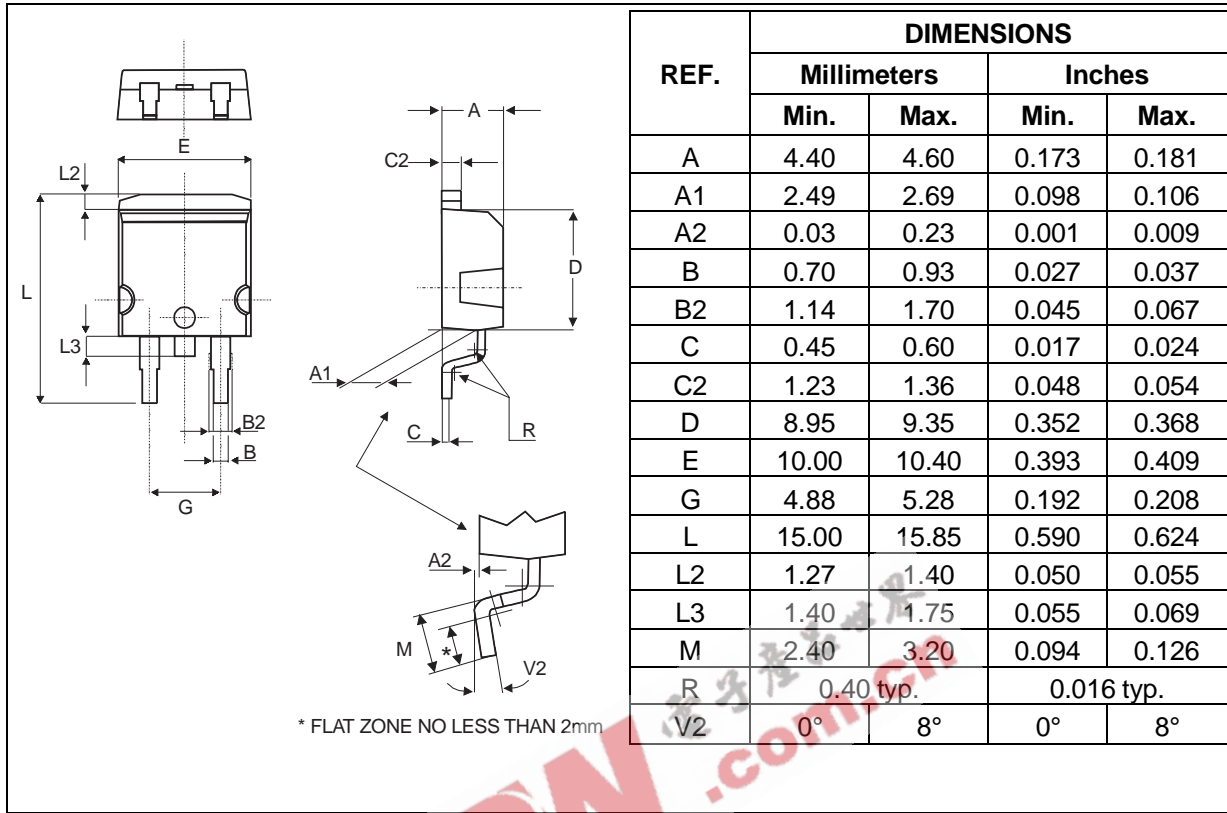 E
L2
L
L3
B2
B
G
A
C2
D
A1
C
R
A2
M
*
V2
* FLAT ZONE NO LESS THAN 2mm
REF. DIMENSIONS
Millimeters Inches
Min. Max. Min. Max.
A 4.40 4.60 0.173 0.181
A1 2.49 2.69 0.098 0.106
A2 0.03 0.23 0.001 0.009
B 0.70 0.93 0.027 0.037
B2 1.14 1.70 0.045 0.067
C 0.45 0.60 0.017 0.024
C2 1.23 1.36 0.048 0.054
D 8.95 9.35 0.352 0.368
E 10.00 10.40 0.393 0.409
G 4.88 5.28 0.192 0.208
L 15.00 15.85 0.590 0.624
L2 1.27 1.40 0.050 0.055
L3 1.40 1.75 0.055 0.069
M 2.40 3.20 0.094 0.126
R 0.40 typ. 0.016 typ.
V2 0° 8° 0° 8°
電子產品世界
.com.cn